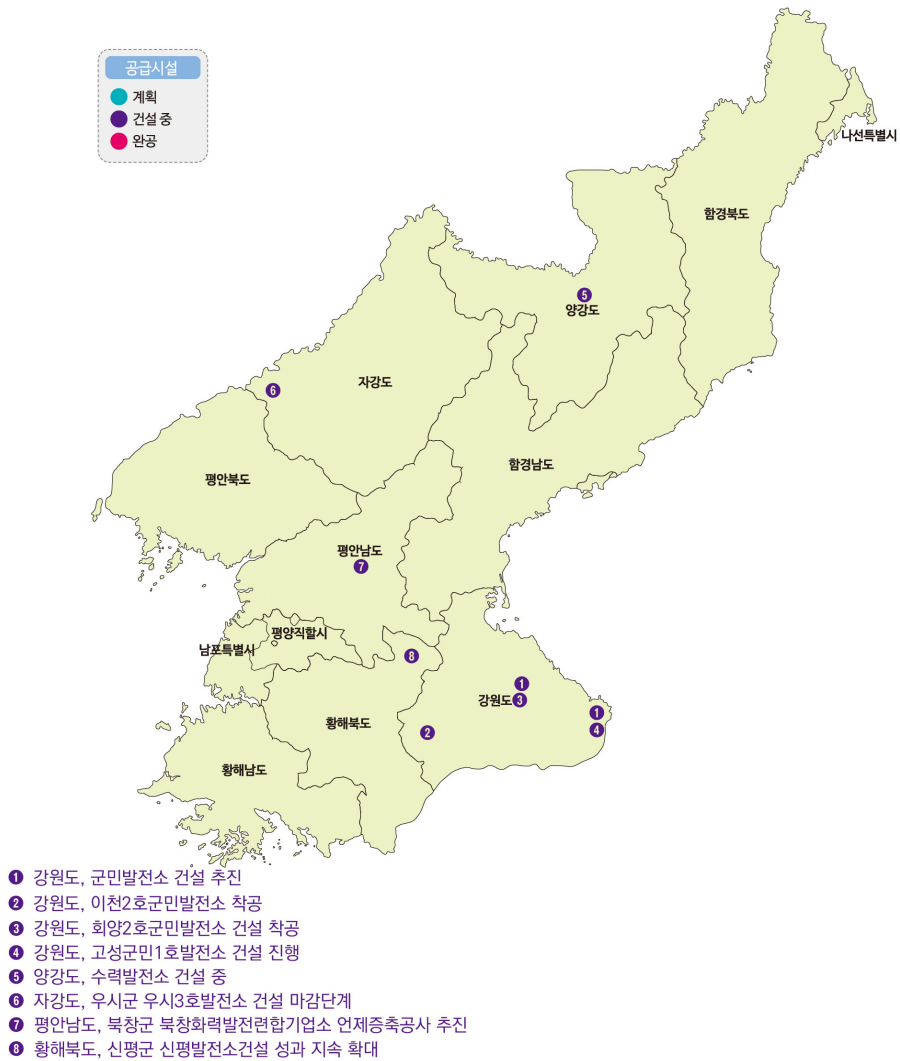 공급시설
계획
건설 중
완공
나선특별시
함경북도
5
양강도
자강도
6
함경남도
평안북도
평안남도
7
평양직할시
남포특별시
8
1
강원도 3
1
황해북도
2
4
황해남도
1 강원도, 군민발전소 건설 추진
2 강원도, 이천2호군민발전소 착공
3 강원도, 회양2호군민발전소 건설 착공
4 강원도, 고성군민1호발전소 건설 진행
5 양강도, 수력발전소 건설 중
6 자강도, 우시군 우시3호발전소 건설 마감단계
7 평안남도, 북창군 북창화력발전련합기업소 언제증축공사 추진
8 황해북도, 신평군 신평발전소건설 성과 지속 확대